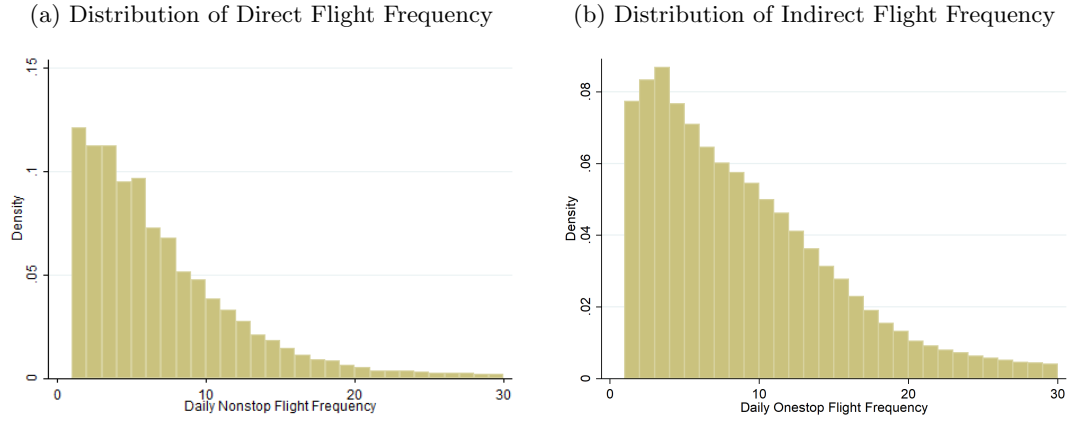 (a) Distribution of Direct Flight Frequency
.15
.1
.05
0
Density
0 10 20 30
Daily Nonstop Flight Frequency
(b) Distribution of Indirect Flight Frequency
.08
.06
.04
.02
0
Density
0 10 20 30
Daily Onestop Flight Frequency